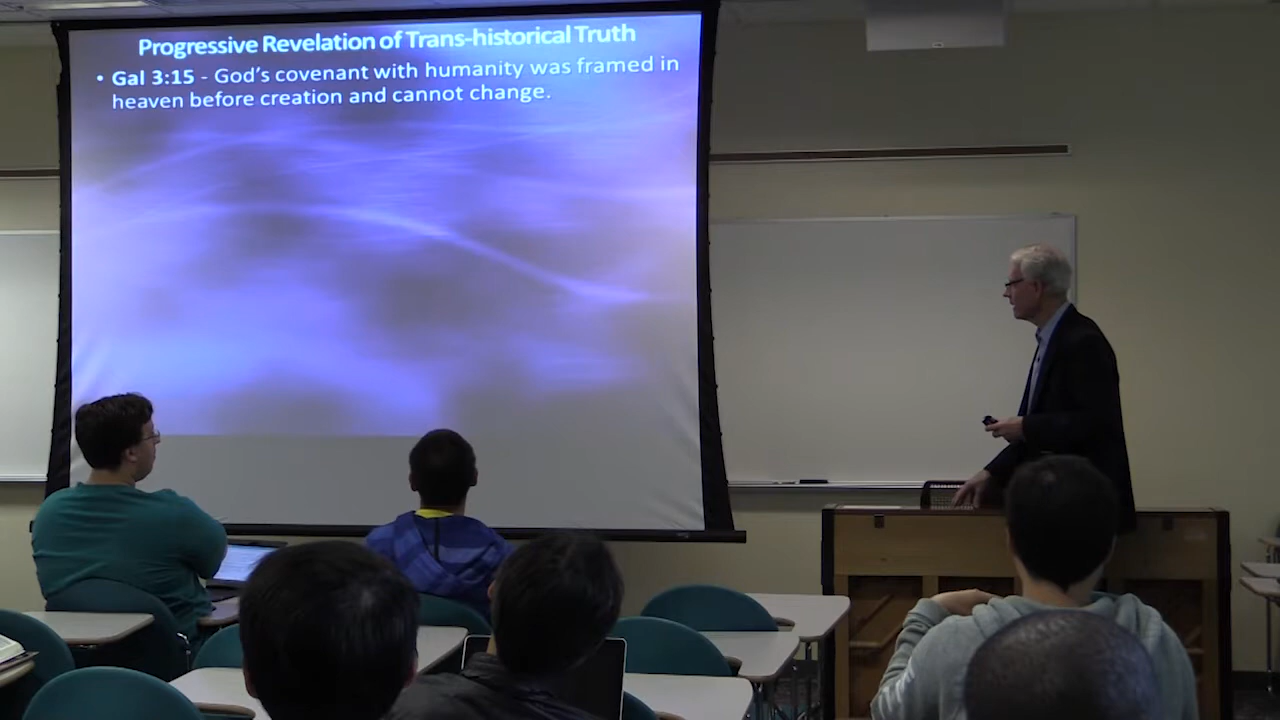 Progressive Revelation of Trans-historical Truth
• Gal 3:15 - God's covenant with humanity was framed in
heaven before creation and cannot change.